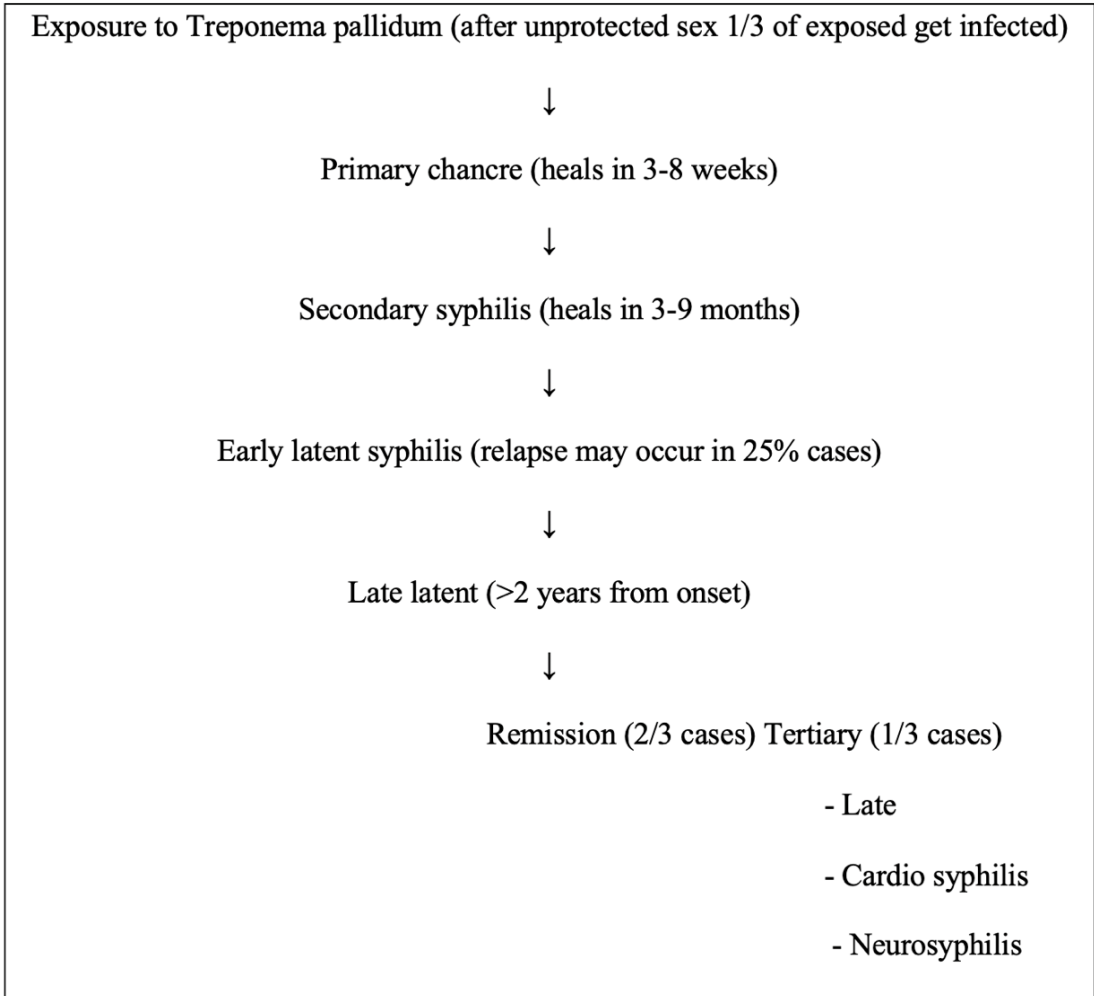 Exposure to Treponema pallidum (after unprotected sex 1/3 of exposed get infected)
↓
Primary chancre (heals in 3-8 weeks)
↓
Secondary syphilis (heals in 3-9 months)
↓
Early latent syphilis (relapse may occur in 25% cases)
↓
Late latent (>2 years from onset)
↓
Remission (2/3 cases) Tertiary (1/3 cases)
- Late
- Cardio syphilis
- Neurosyphilis